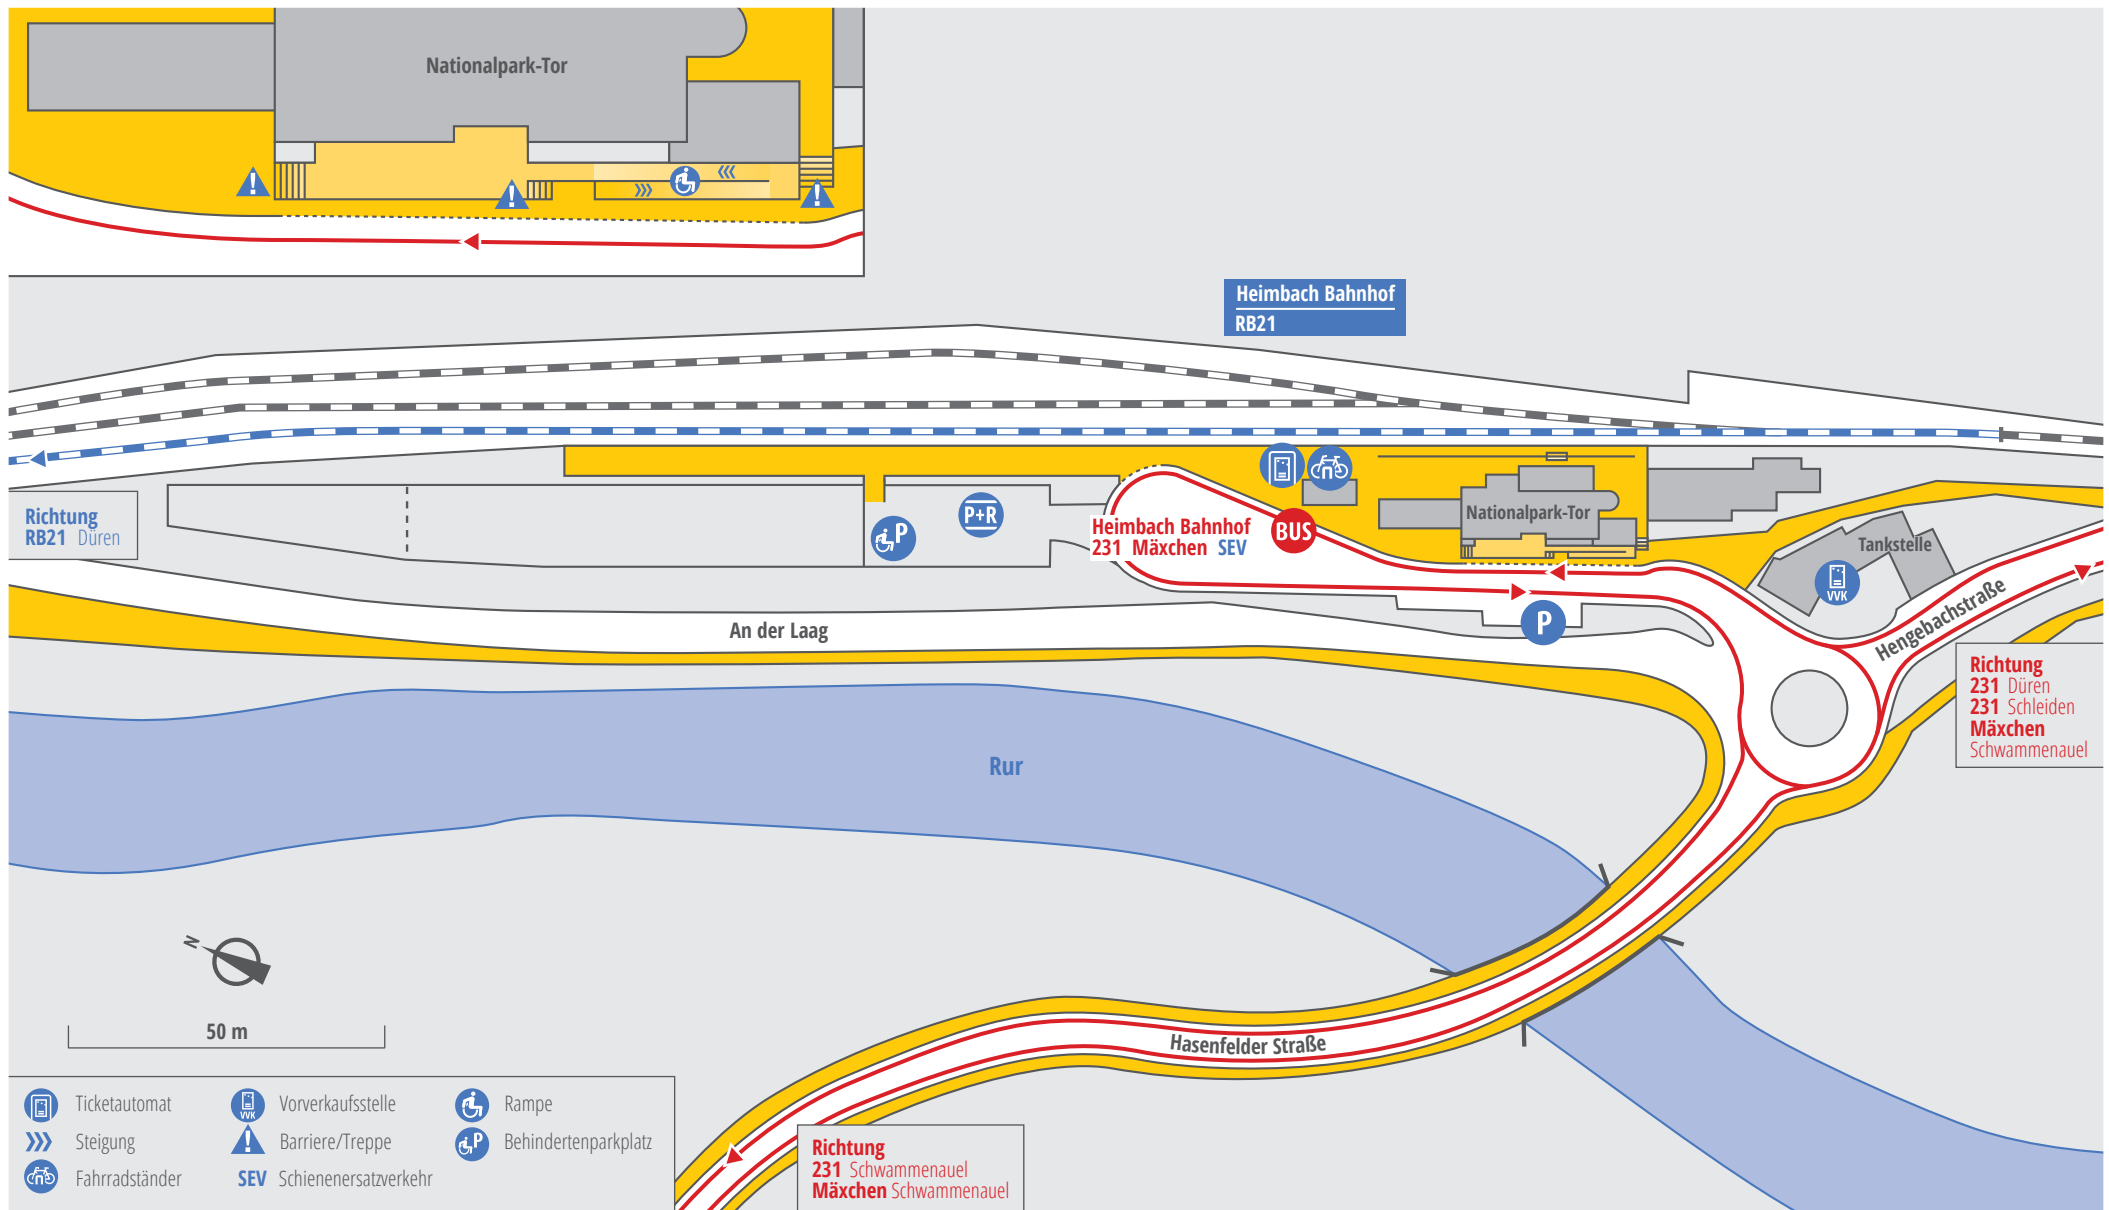 Nationalpark-Tor
Heimbach Bahnhof
RB21
Richtung
RB21 Düren
P+R
P
Heimbach Bahnhof
231 Mäxchen SEV
BUS
Nationalpark-Tor
Tankstelle
VVK
P
An der Laag
Hengebachstraße
Richtung
231 Düren
231 Schleiden
Mäxchen
Schwammenauel
Rur
N
50 m
Hasenfelder Straße
Ticketautomat
VVK Vorverkaufsstelle
Rampe
Steigung
Barriere/Treppe
P Behindertenparkplatz
Fahrradständer
SEV Schienenersatzverkehr
Richtung
231 Schwammenauel
Mäxchen Schwammenauel